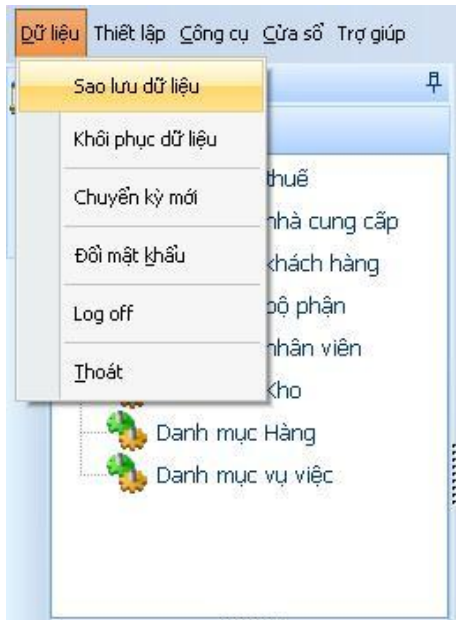 Dữ liệu Thiết lập Công cụ Cửa sổ Trợ giúp
Sao lưu dữ liệu
Khôi phục dữ liệu
Chuyển kỳ mới
Đổi mật khẩu
Log off
Thoát
thuế
nhà cung cấp
khách hàng
bộ phận
nhân viên
Kho
Danh mục Hàng
Danh mục vụ việc